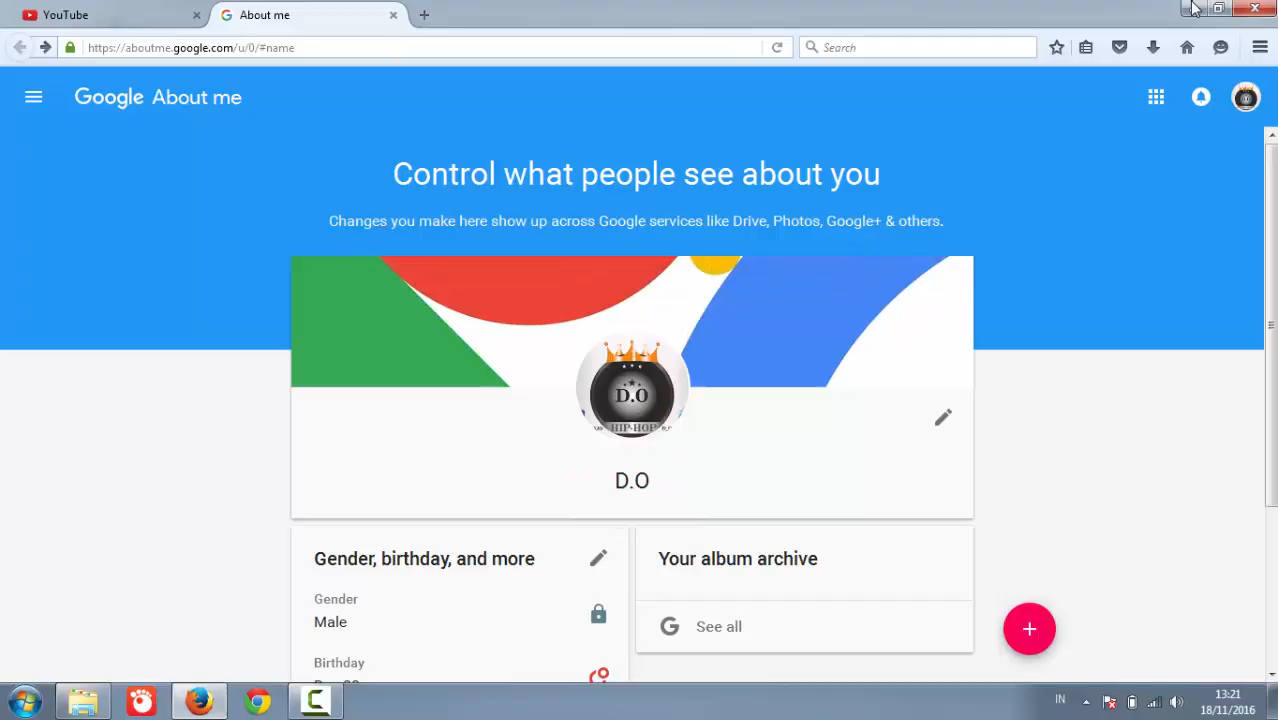 YouTube
About me
https://aboutme.google.com/u/0/#name
Search
Google About me
Control what people see about you
Changes you make here show up across Google services like Drive, Photos, Google+ & others.
D.O
HIP-HOP
D.O
Gender, birthday, and more
Gender
Male
Birthday
Your album archive
See all
IN
13:21
18/11/2016